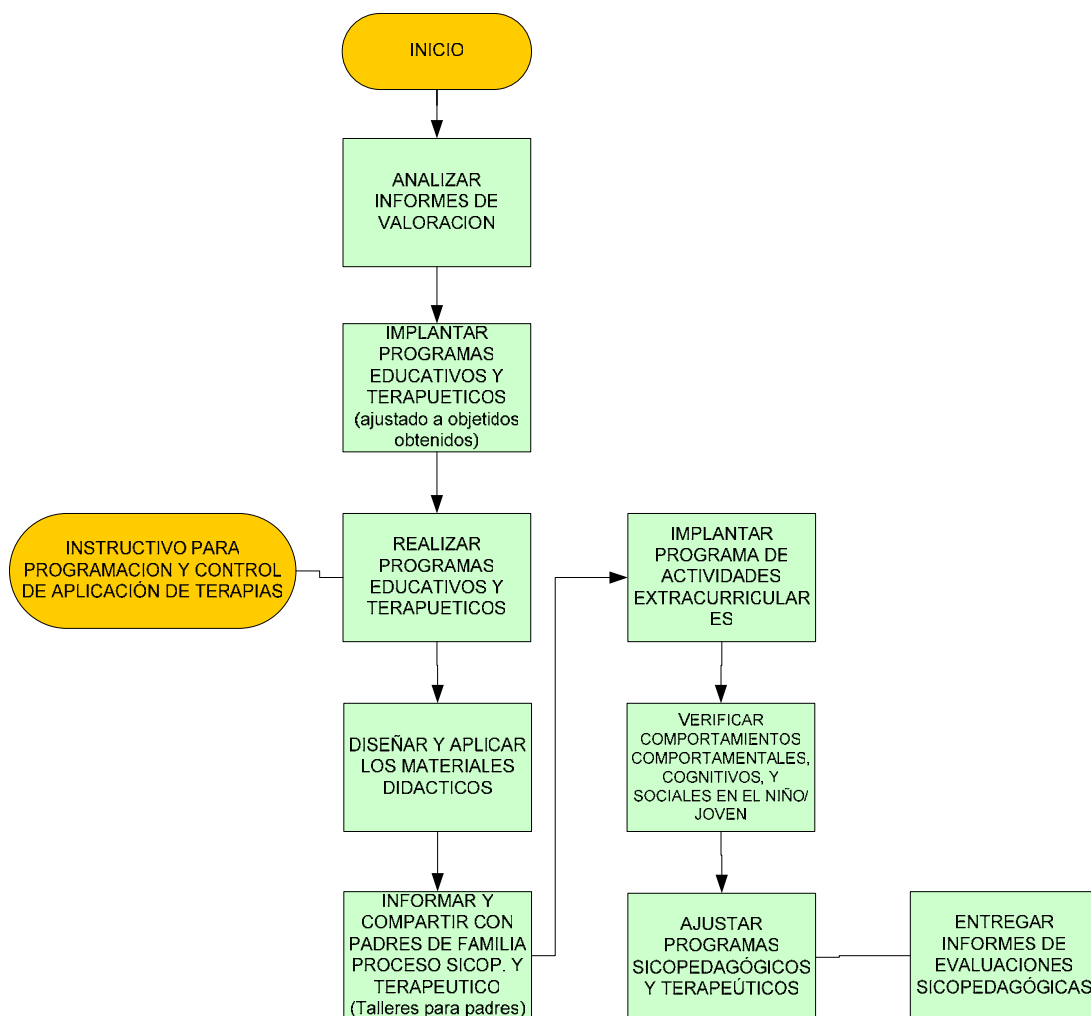 INICIO
ANALIZAR
INFORMES DE
VALORACION
IMPLANTAR
PROGRAMAS
EDUCATIVOS Y
TERAPUETICOS
(ajustado a objetidos
obtenidos)
INSTRUCTIVO PARA
PROGRAMACION Y CONTROL
DE APLICACIÓN DE TERAPIAS
REALIZAR
PROGRAMAS
EDUCATIVOS Y
TERAPUETICOS
DISEÑAR Y APLICAR
LOS MATERIALES
DIDACTICOS
INFORMAR Y
COMPARTIR CON
PADRES DE FAMILIA
PROCESO SICOP. Y
TERAPEUTICO
(Talleres para padres)
IMPLANTAR
PROGRAMA DE
ACTIVIDADES
EXTRACURRICULAR
ES
VERIFICAR
COMPORTAMIENTOS
COMPORTAMENTALES,
COGNITIVOS, Y
SOCIALES EN EL NIÑO/
JOVEN
AJUSTAR
PROGRAMAS
SICOPEDAGÓGICOS
Y TERAPEÚTICOS
ENTREGAR
INFORMES DE
EVALUACIONES
SICOPEDAGÓGICAS